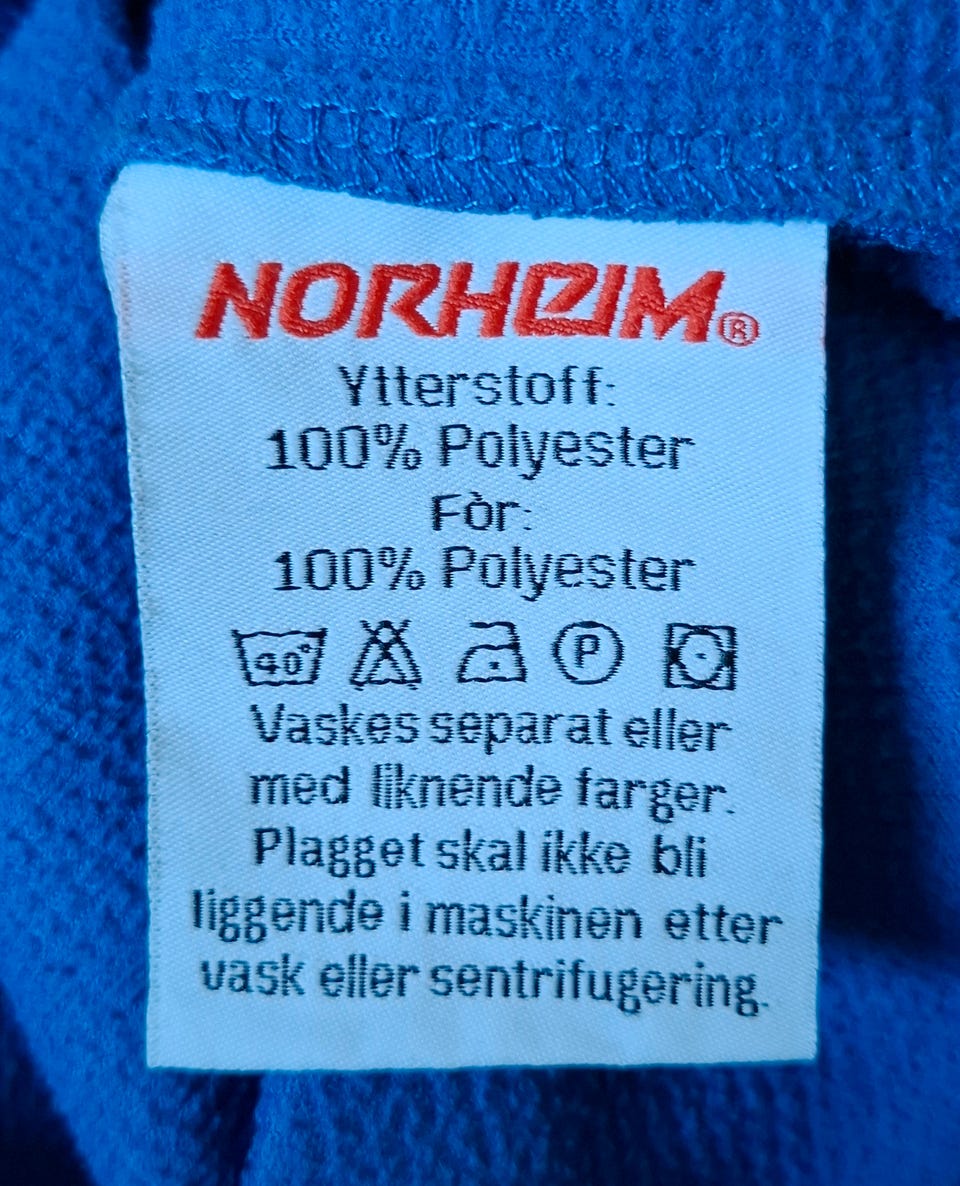 NORHEIM®
Ytterstoff:
100% Polyester
Fòr:
100% Polyester
40°
P
Vaskes separat eller
med liknende farger.
Plagget skal ikke bli
liggende i maskinen etter
vask eller sentrifugering.